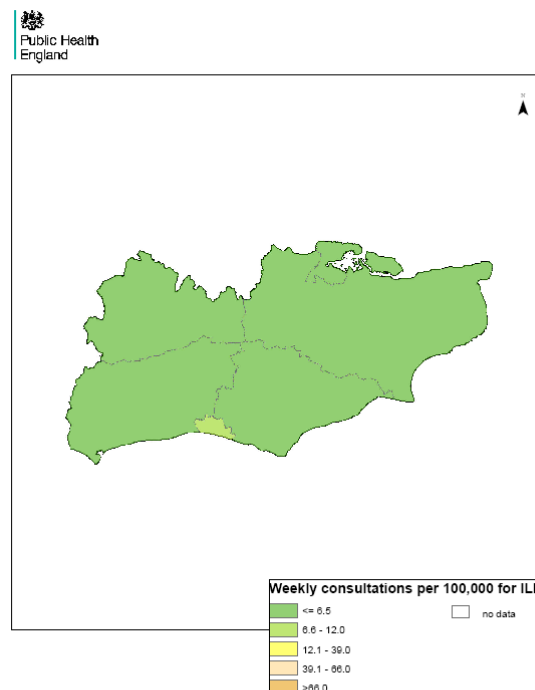 Public Health
England
N
Weekly consultations per 100,000 for ILI
<= 6.5
no data
6.6 - 12.0
12.1 - 39.0
39.1 - 66.0
>66.0